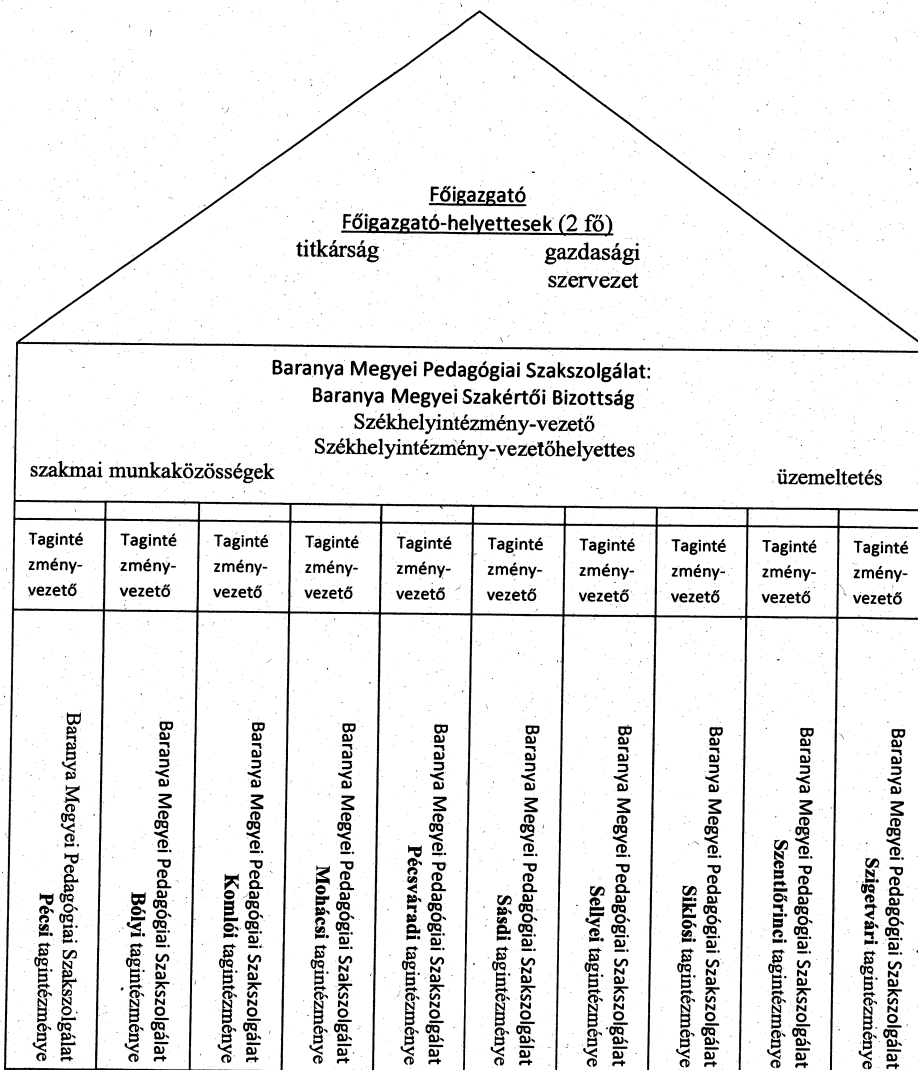 Főigazgató
Főigazgató-helyettesek (2 fő)
titkárság gazdasági
szervezet
Baranya Megyei Pedagógiai Szakszolgálat:
Baranya Megyei Szakértői Bizottság
Székhelyintézmény-vezető
Székhelyintézmény-vezetőhelyettes
szakmai munkaközösségek üzemeltetés
Taginté
zmény-
vezető
Taginté
zmény-
vezető
Taginté
zmény-
vezető
Taginté
zmény-
vezető
Taginté
zmény-
vezető
Taginté
zmény-
vezető
Taginté
zmény-
vezető
Taginté
zmény-
vezető
Taginté
zmény-
vezető
Taginté
zmény-
vezető
Baranya Megyei Pedagógiai Szakszolgálat
Pécsi tagintézménye
Baranya Megyei Pedagógiai Szakszolgálat
Bólyi tagintézménye
Baranya Megyei Pedagógiai Szakszolgálat
Komlói tagintézménye
Baranya Megyei Pedagógiai Szakszolgálat
Mohácsi tagintézménye
Baranya Megyei Pedagógiai Szakszolgálat
Pécsváradi tagintézménye
Baranya Megyei Pedagógiai Szakszolgálat
Sásdi tagintézménye
Baranya Megyei Pedagógiai Szakszolgálat
Sellyei tagintézménye
Baranya Megyei Pedagógiai Szakszolgálat
Siklósi tagintézménye
Baranya Megyei Pedagógiai Szakszolgálat
Szentlőrinci tagintézménye
Baranya Megyei Pedagógiai Szakszolgálat
Szigetvári tagintézménye